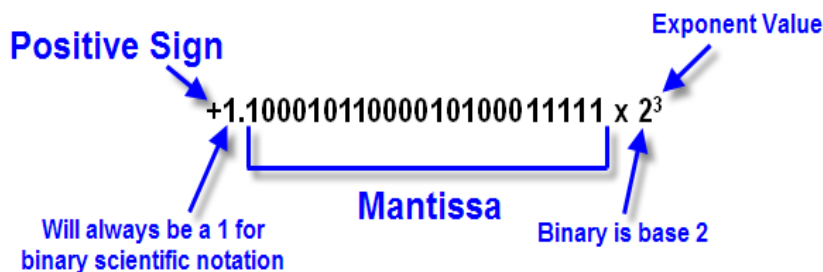 Exponent Value
Positive Sign
+1.10001011000010100011111 x 2³
Mantissa
Will always be a 1 for
binary scientific notation
Binary is base 2